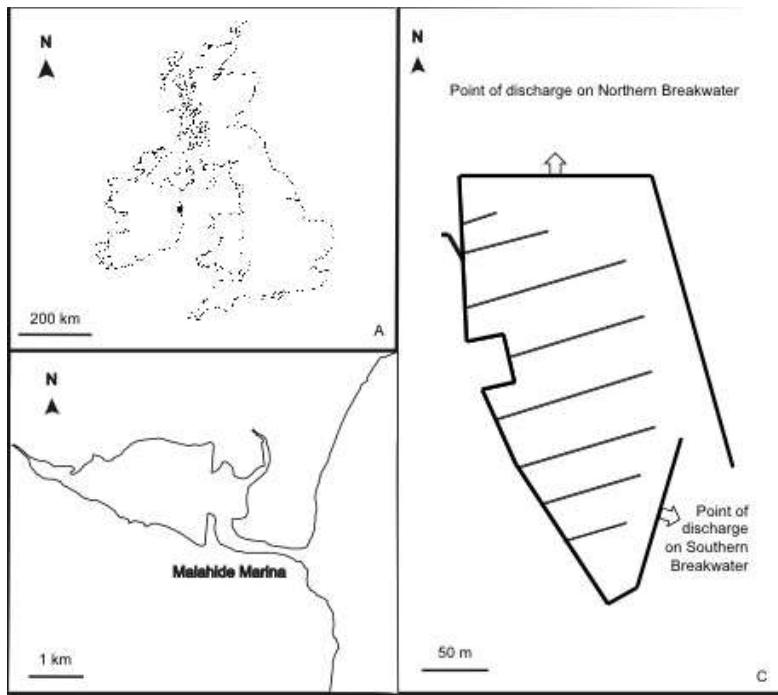 N
200 km
A
N
Malahide Marina
1 km
N
Point of discharge on Northern Breakwater
Point of
discharge
on Southern
Breakwater
50 m
C